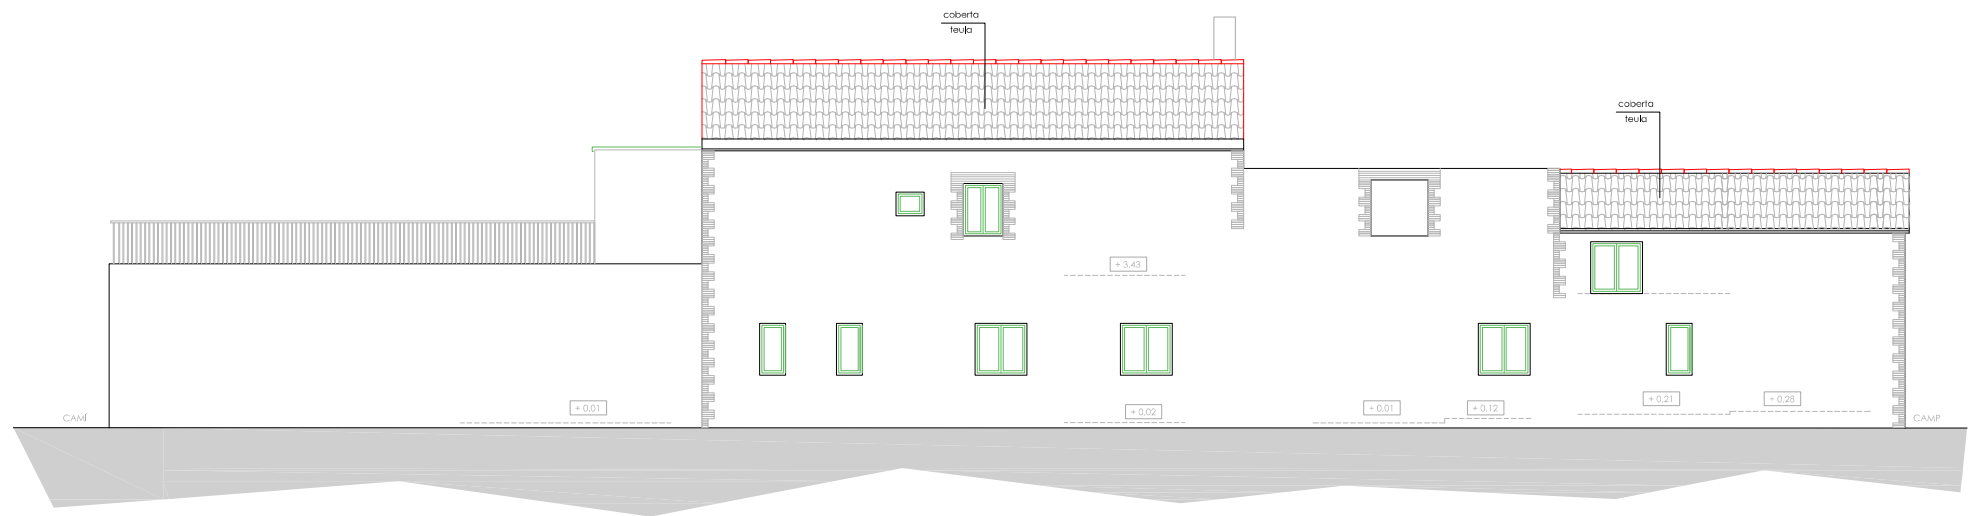 coberta
teula
coberta
teula
+ 3,43
+ 0,21
+ 0,28
+ 0,01
+ 0,02
+ 0,01
+ 0,12
CAMÍ
CAMP